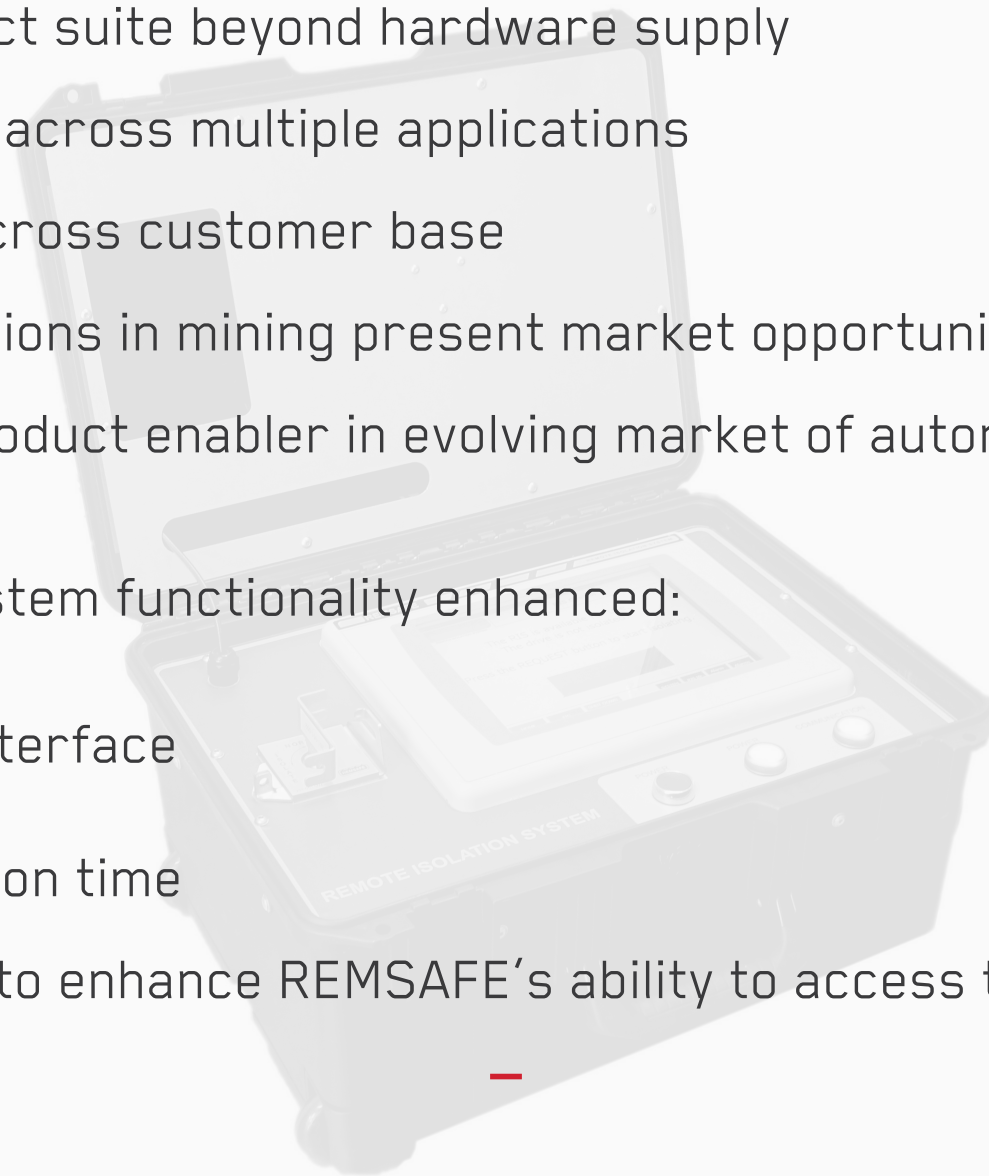 ct suite beyond hardware supply
across multiple applications
cross customer base
ions in mining present market opportuni
oduct enabler in evolving market of autor
stem functionality enhanced:
terface
on time
REMOTE ISOLATION SYSTEM
to enhance REMSAFE’s ability to access t